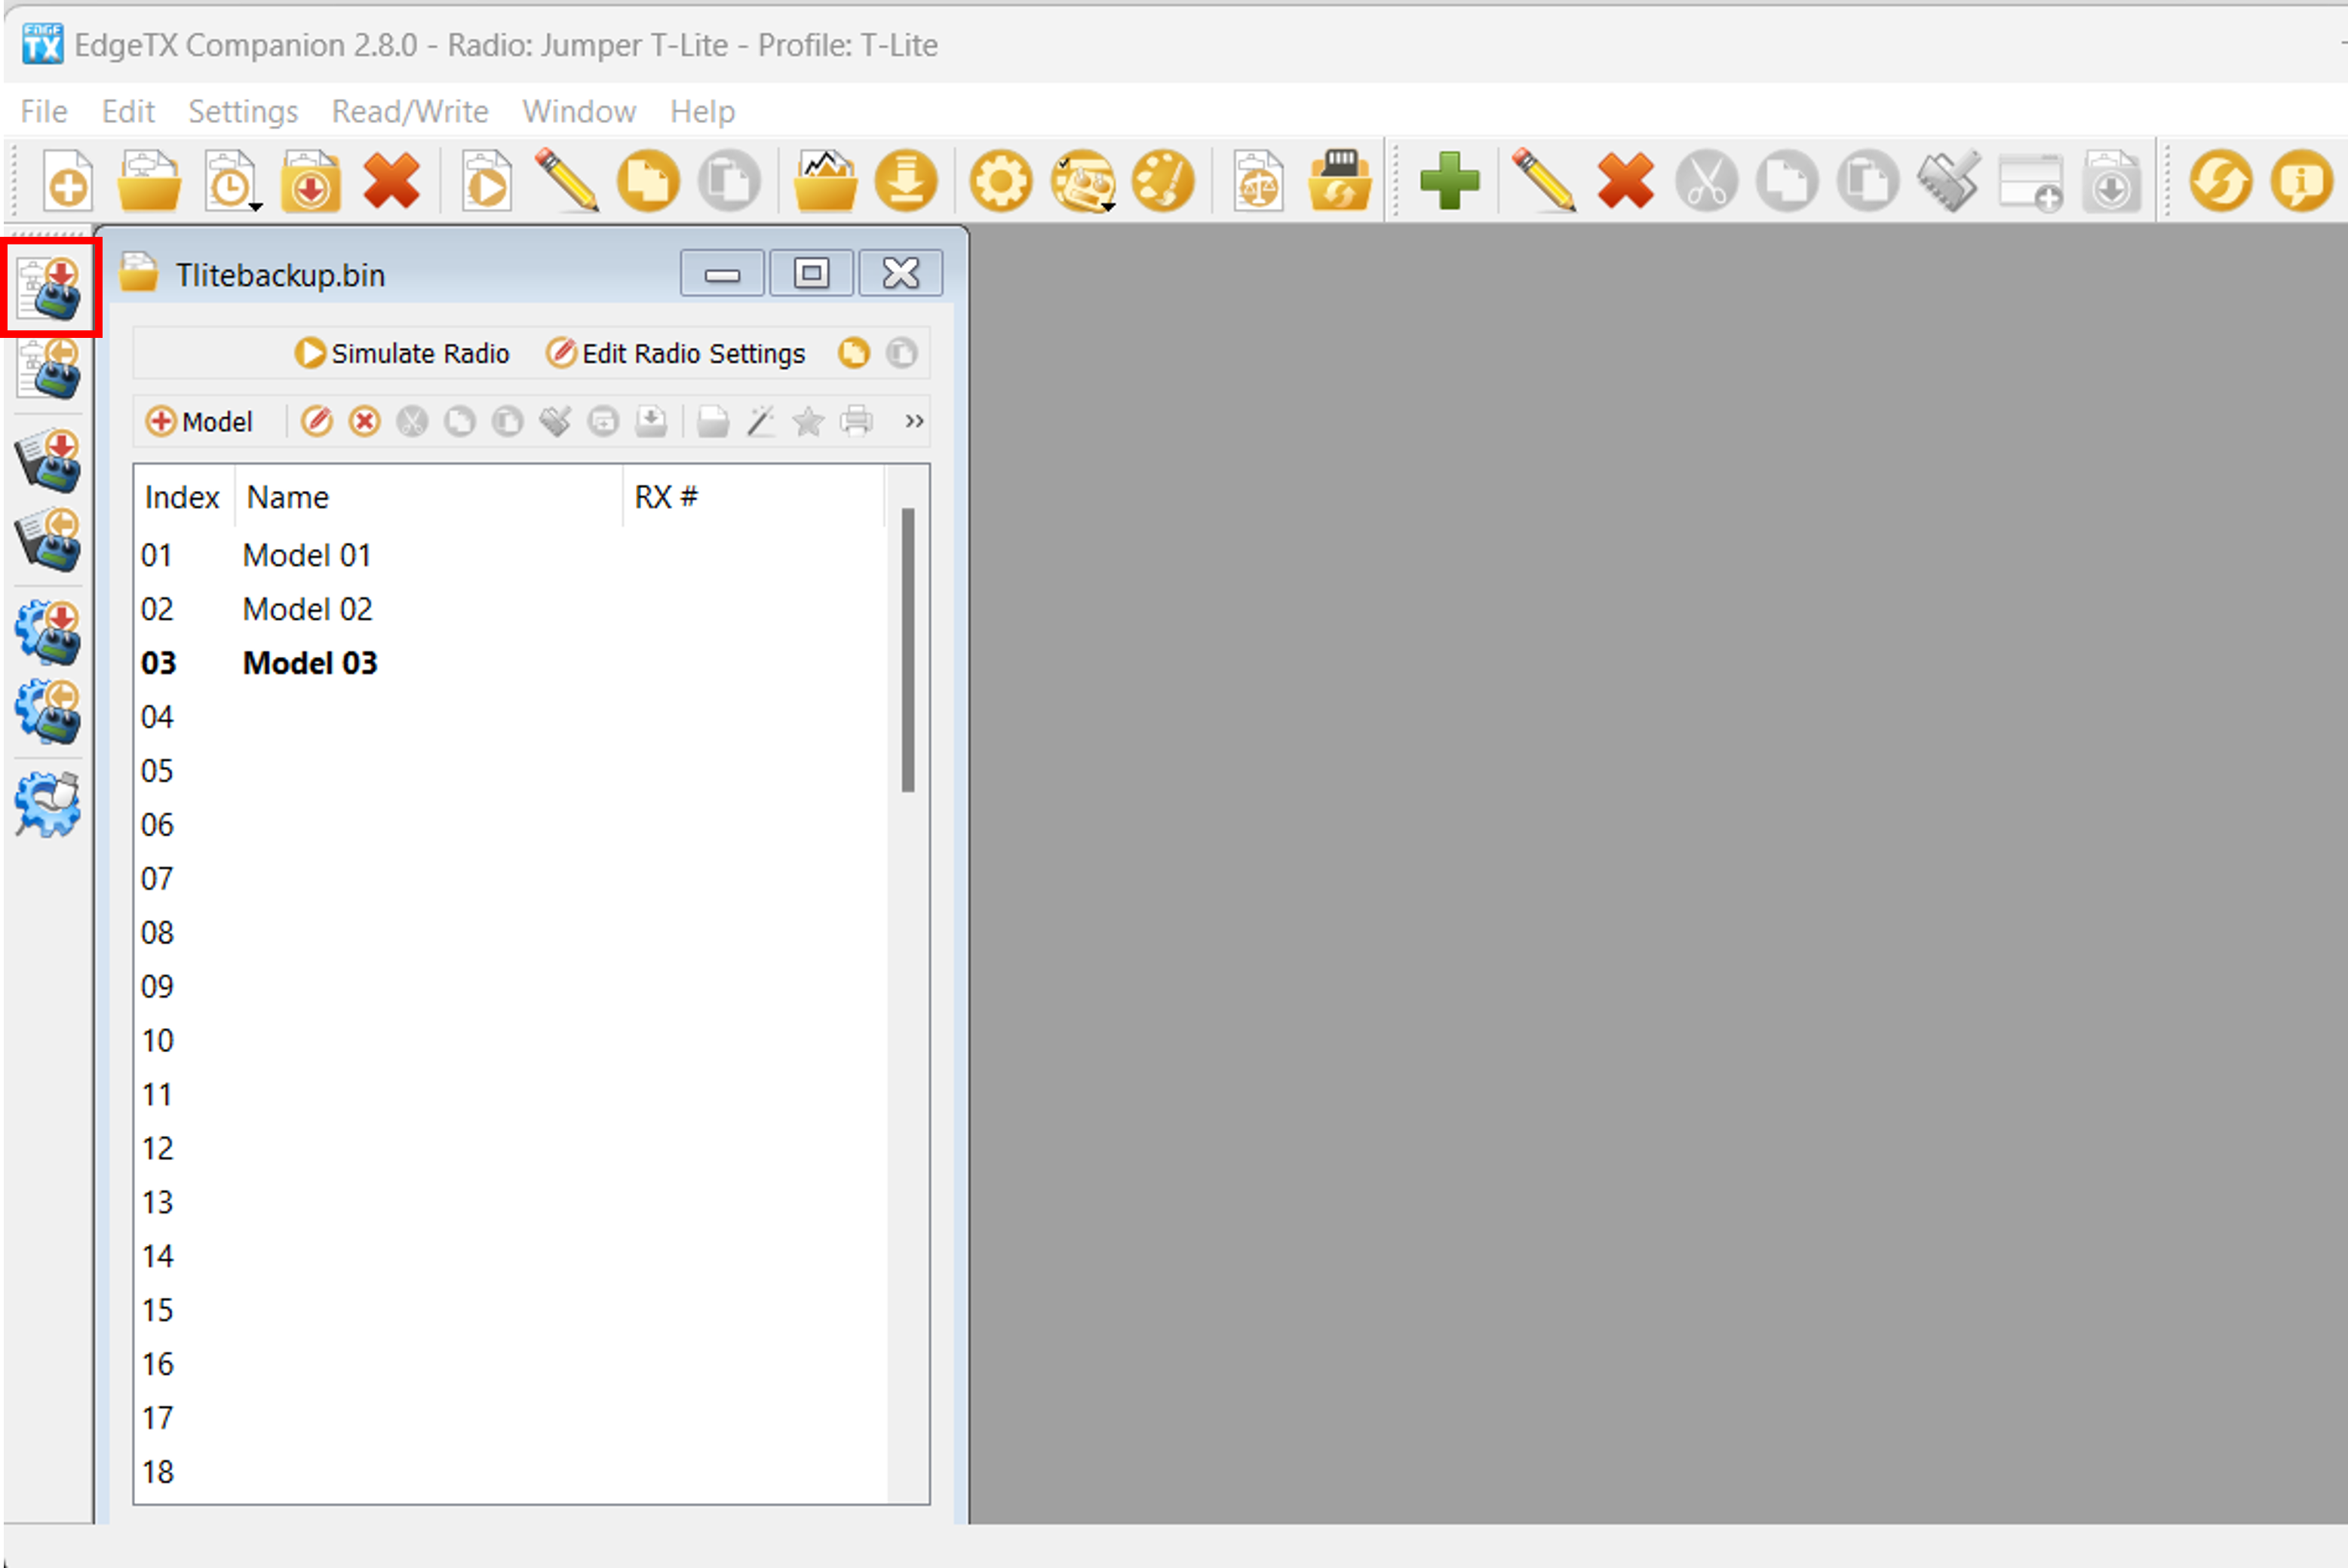 EDGE
TX
EdgeTX Companion 2.8.0 - Radio: Jumper T-Lite - Profile: T-Lite
File Edit Settings Read/Write Window Help
Tlitebackup.bin
Simulate Radio Edit Radio Settings
Model »
Index Name RX #
01 Model 01
02 Model 02
03 Model 03
04
05
06
07
08
09
10
11
12
13
14
15
16
17
18